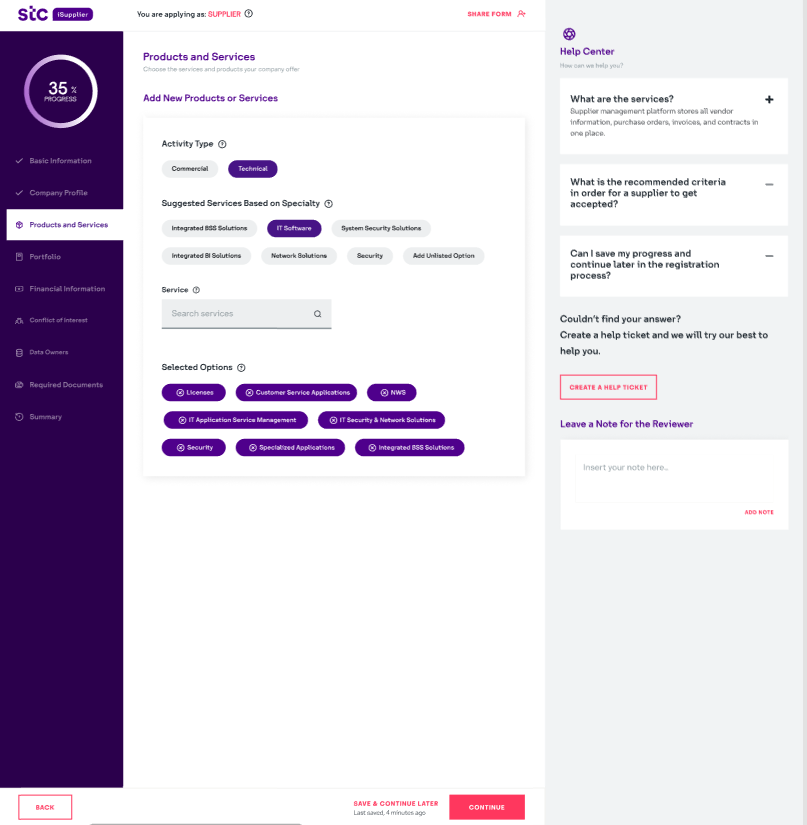 stc iSupplier
You are applying as: SUPPLIER
SHARE FORM
35 %
PROGRESS
Basic Information
Company Profile
Products and Services
Portfolio
Financial Information
Conflict of Interest
Data Owners
Required Documents
Summary
Products and Services
Choose the services and products your company offer
Add New Products or Services
Activity Type
Commercial
Technical
Suggested Services Based on Specialty
Integrated BSS Solutions
IT Software
System Security Solutions
Integrated BI Solutions
Network Solutions
Security
Add Unlisted Option
Service
Search services
Selected Options
Licenses
Customer Service Applications
NWS
IT Application Service Management
IT Security & Network Solutions
Security
Specialized Applications
Integrated BSS Solutions
BACK
SAVE & CONTINUE LATER
Last saved, 4 minutes ago
CONTINUE
Help Center
How can we help you?
What are the services?
Supplier management platform stores all vendor
information, purchase orders, invoices, and contracts in
one place.
What is the recommended criteria
in order for a supplier to get
accepted?
Can I save my progress and
continue later in the registration
process?
Couldn't find your answer?
Create a help ticket and we will try our best to
help you.
CREATE A HELP TICKET
Leave a Note for the Reviewer
Insert your note here..
ADD NOTE